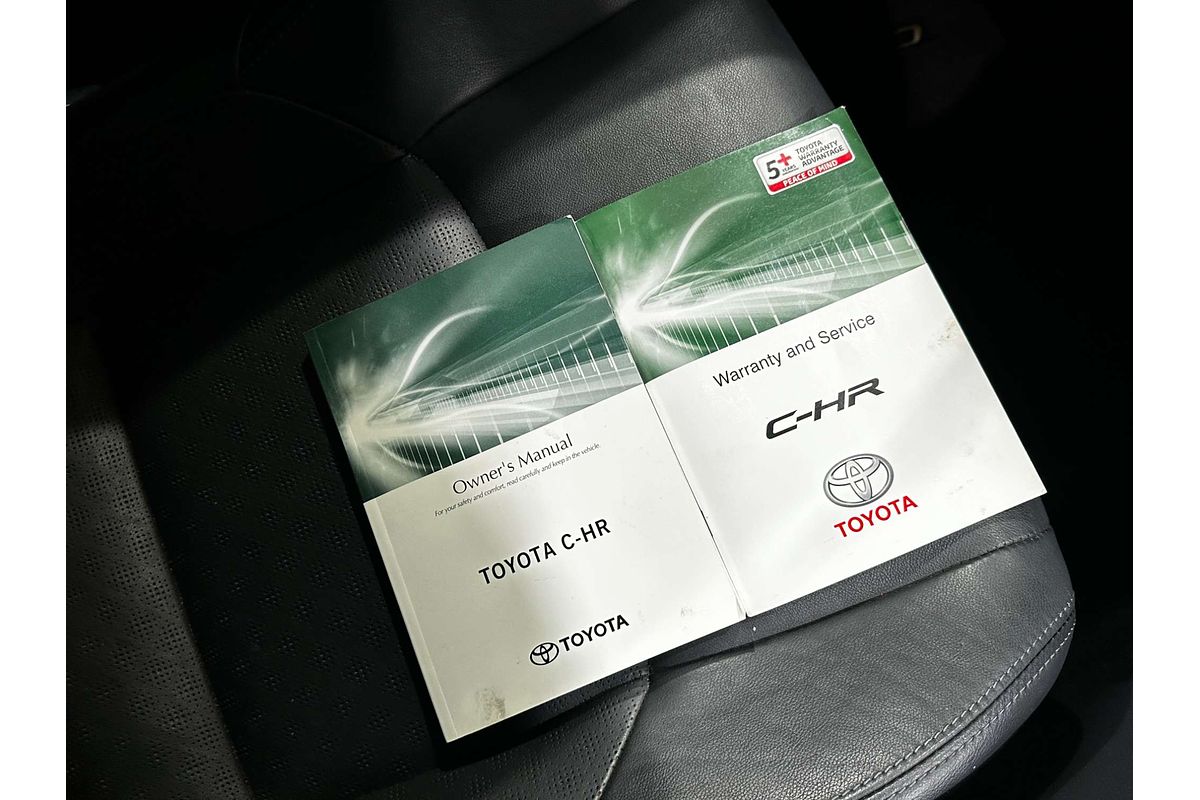 Owner's Manual
For your safety and comfort, read carefully and keep in the vehicle.
TOYOTA C-HR
TOYOTA
5+
YEARS
TOYOTA
WARRANTY
ADVANTAGE
PEACE OF MIND
Warranty and Service
C-HR
TOYOTA